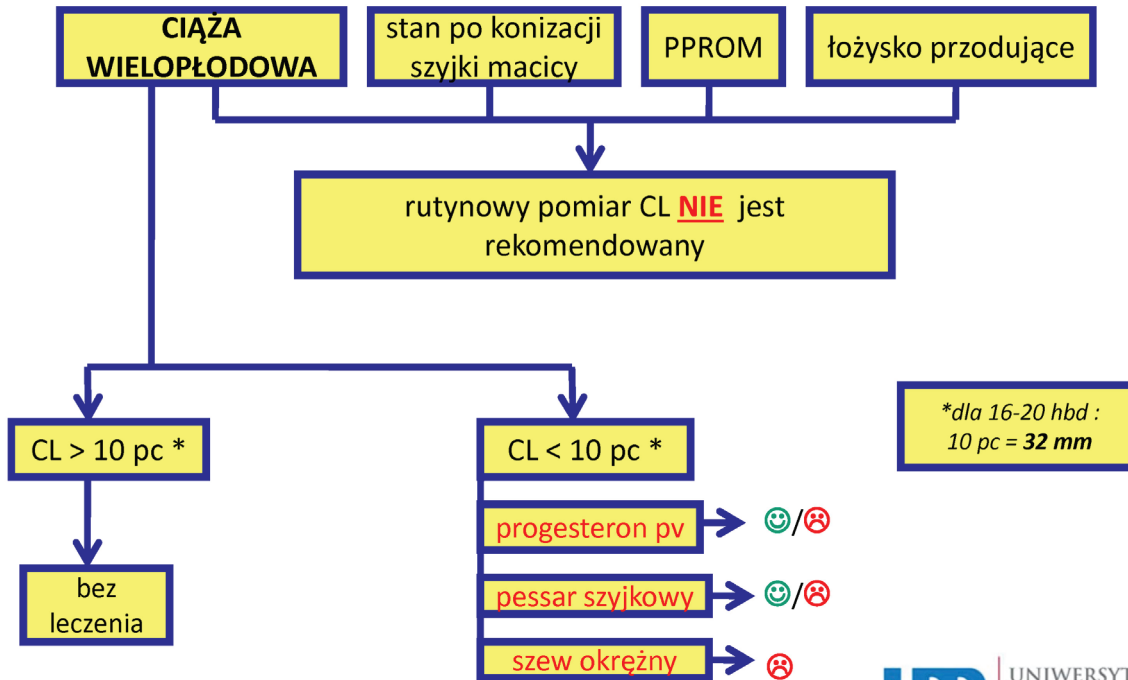 CIĄŻA
WIELOPŁODOWA
stan po konizacji
szyjki macicy
PPROM
łożysko przodujące
rutynowy pomiar CL NIE jest
rekomendowany
CL > 10 pc *
CL < 10 pc *
*dla 16-20 hbd :
10 pc = 32 mm
bez
leczenia
progesteron pv
/
pessar szyjkowy
/
szew okrężny